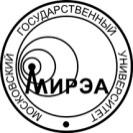 МОСКОВСКИЙ ГОСУДАРСТВЕННЫЙ УНИВЕРСИТЕТ
МИРЭА